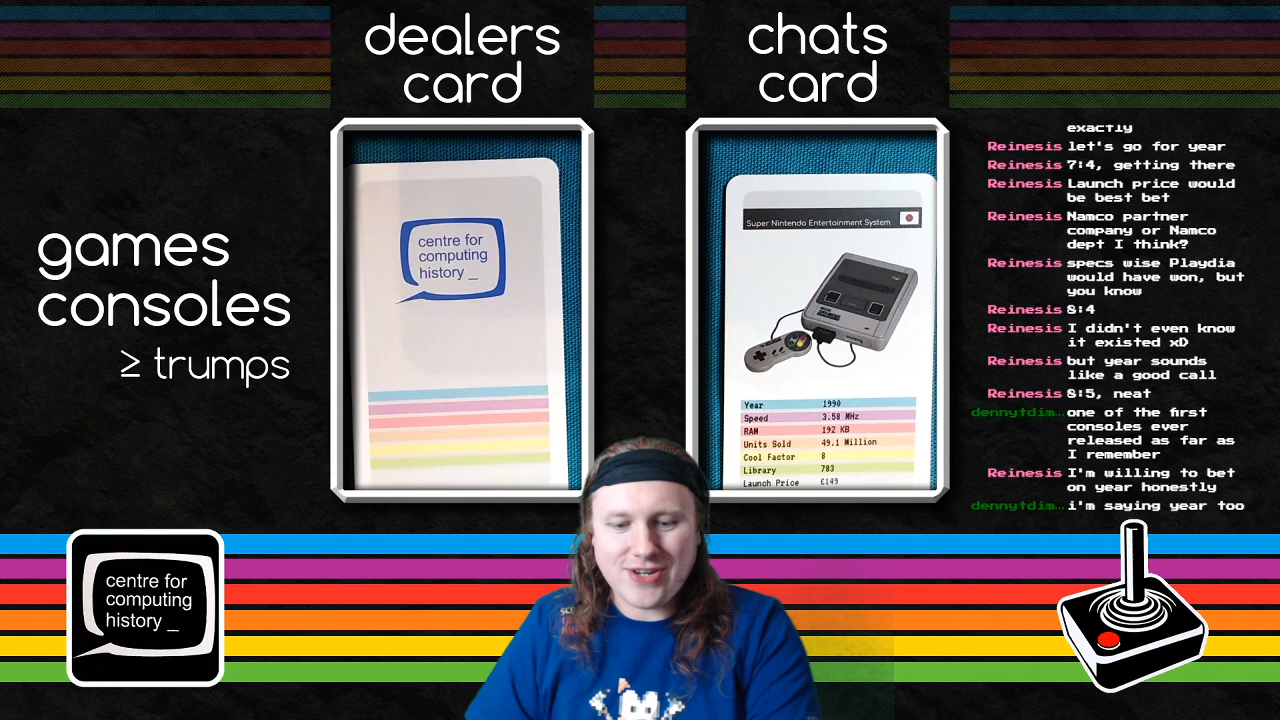 dealers
card
chats
card
games
consoles
≥ trumps
centre for
computing
history _
Super Nintendo Entertainment System
Year 1990
Speed 3.58 MHz
RAM 192 KB
Units Sold 49.1 Million
Cool Factor 8
Library 783
Launch Price £149
exactly
Reinesis let's go for year
Reinesis 7:4, getting there
Reinesis Launch price would
be best bet
Reinesis Namco partner
company or Namco
dept I think?
Reinesis specs wise Playdia
would have won, but
you know
Reinesis 8:4
Reinesis I didn't even know
it existed xD
Reinesis but year sounds
like a good call
Reinesis 8:5, neat
dennytdim... one of the first
consoles ever
released as far as
I remember
Reinesis I'm willing to bet
on year honestly
dennytdim... i'm saying year too
centre for
computing
history _